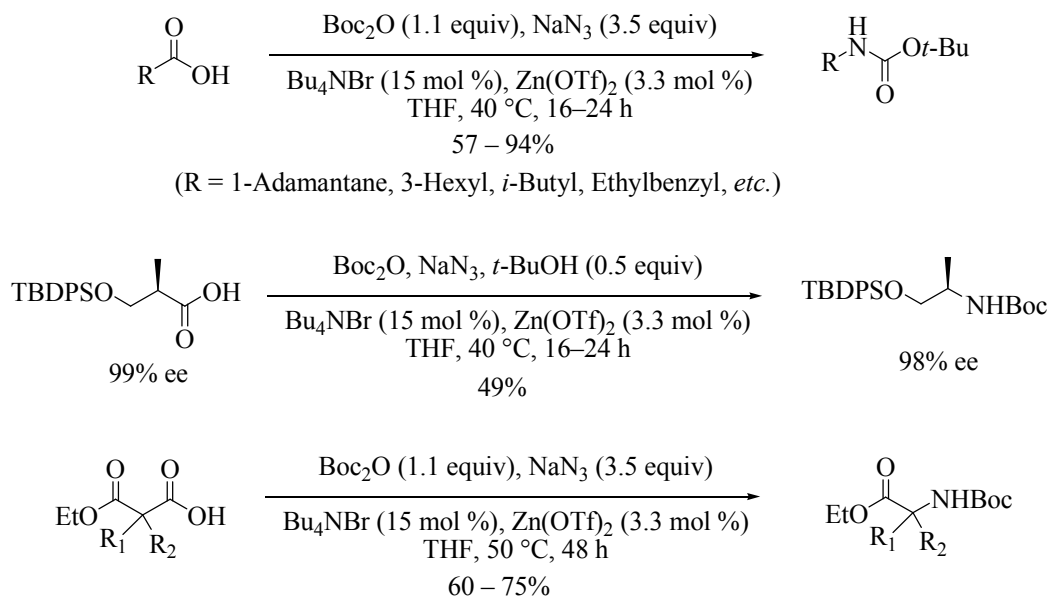 O
R OH
Boc2O (1.1 equiv), NaN3 (3.5 equiv)
Bu4NBr (15 mol %), Zn(OTf)2 (3.3 mol %)
THF, 40 °C, 16–24 h
57 – 94%
H
R N Ot-Bu
O
(R = 1-Adamantane, 3-Hexyl, i-Butyl, Ethylbenzyl, etc.)
TBDPSO OH
O
99% ee
Boc2O, NaN3, t-BuOH (0.5 equiv)
Bu4NBr (15 mol %), Zn(OTf)2 (3.3 mol %)
THF, 40 °C, 16–24 h
49%
TBDPSO NHBoc
98% ee
O O
EtO OH
R1 R2
Boc2O (1.1 equiv), NaN3 (3.5 equiv)
Bu4NBr (15 mol %), Zn(OTf)2 (3.3 mol %)
THF, 50 °C, 48 h
60 – 75%
O
EtO NHBoc
R1 R2